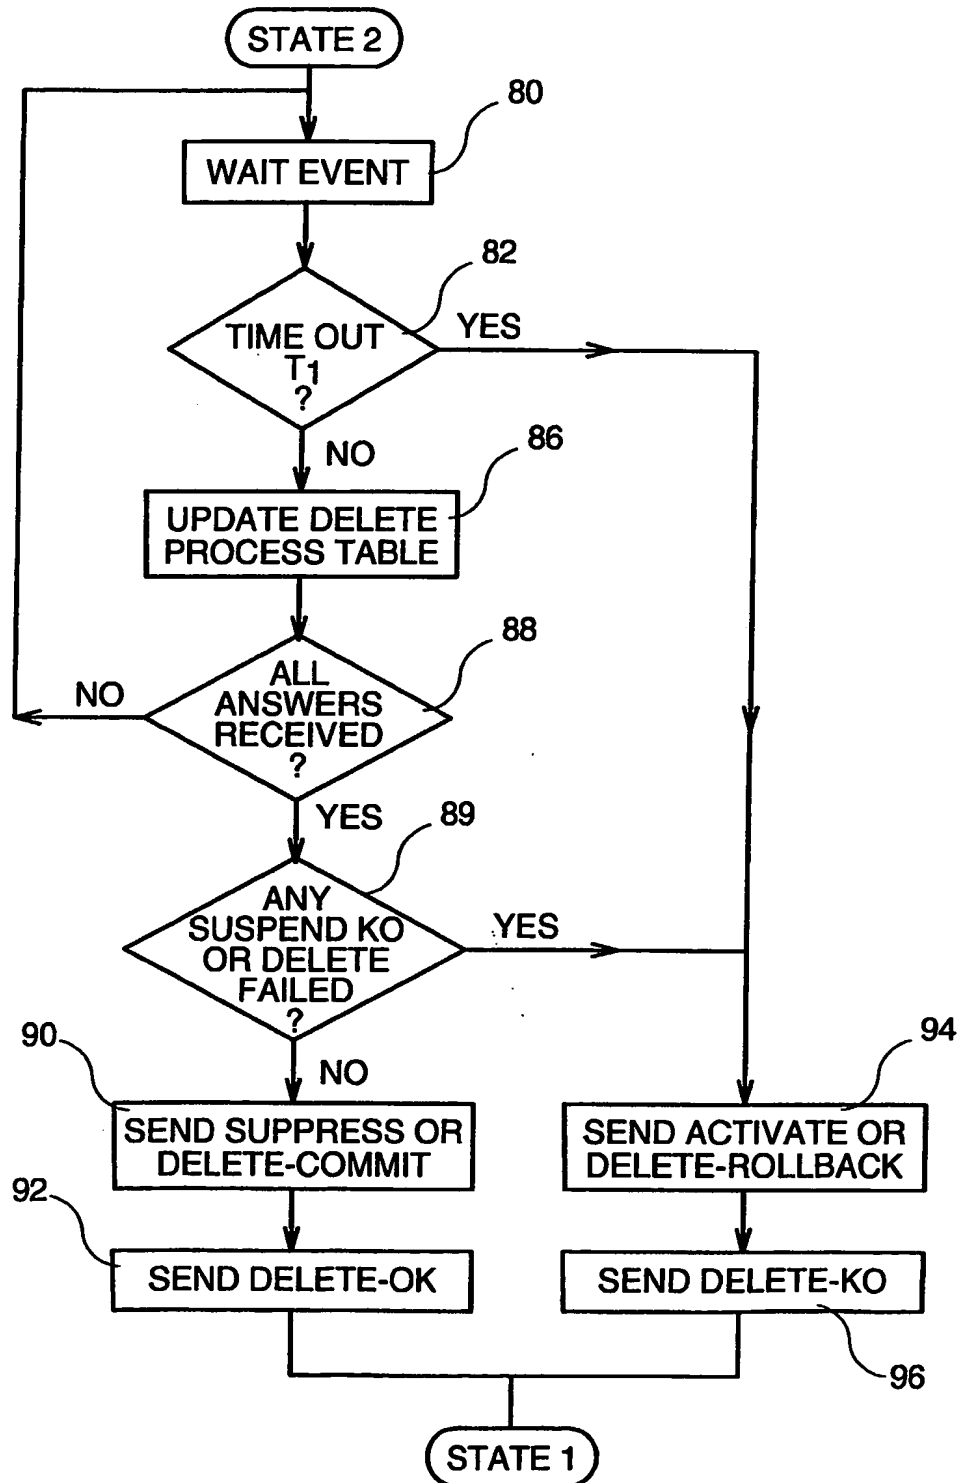 STATE 2
80
WAIT EVENT
82
TIME OUT
T1
?
YES
NO
86
UPDATE DELETE
PROCESS TABLE
88
ALL
ANSWERS
RECEIVED
?
NO
YES
89
ANY
SUSPEND KO
OR DELETE
FAILED
?
YES
NO
90
SEND SUPPRESS OR
DELETE-COMMIT
94
SEND ACTIVATE OR
DELETE-ROLLBACK
92
SEND DELETE-OK
SEND DELETE-KO
96
STATE 1